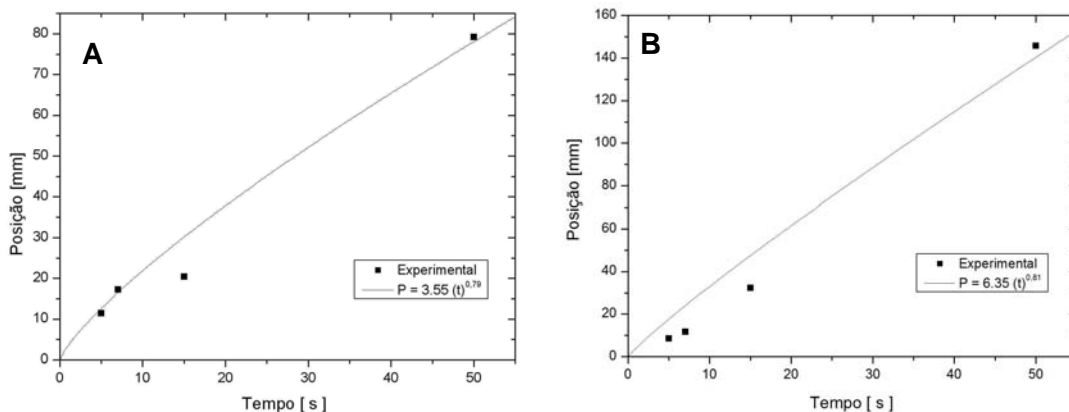 A
Posição [mm]
80
70
60
50
40
30
20
10
0
0 10 20 30 40 50
Tempo [ s ]
Experimental
P = 3.55 (t)^0,79
B
Posição [mm]
160
140
120
100
80
60
40
20
0
0 10 20 30 40 50
Tempo [ s ]
Experimental
P = 6.35 (t)^0,81